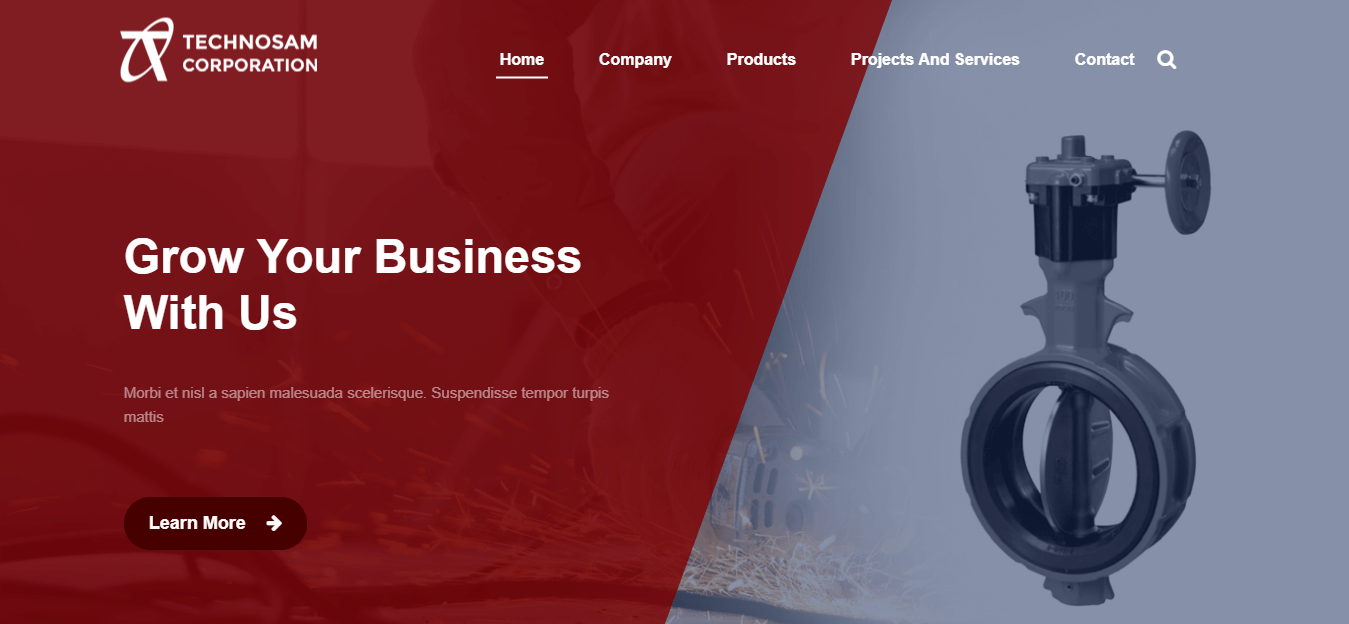 TECHNOSAM
CORPORATION
Home
Company
Products
Projects And Services
Contact
Grow Your Business
With Us
Morbi et nisl a sapien malesuada scelerisque. Suspendisse tempor turpis
mattis
Learn More